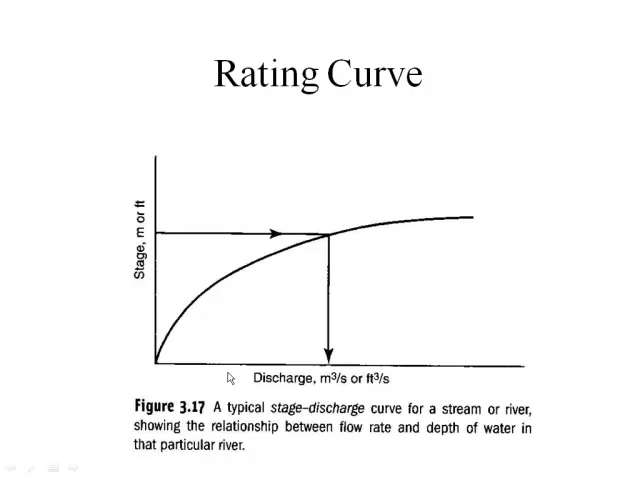 Rating Curve
Stage, m or ft
Discharge, m³/s or ft³/s
Figure 3.17 A typical stage–discharge curve for a stream or river,
showing the relationship between flow rate and depth of water in
that particular river.